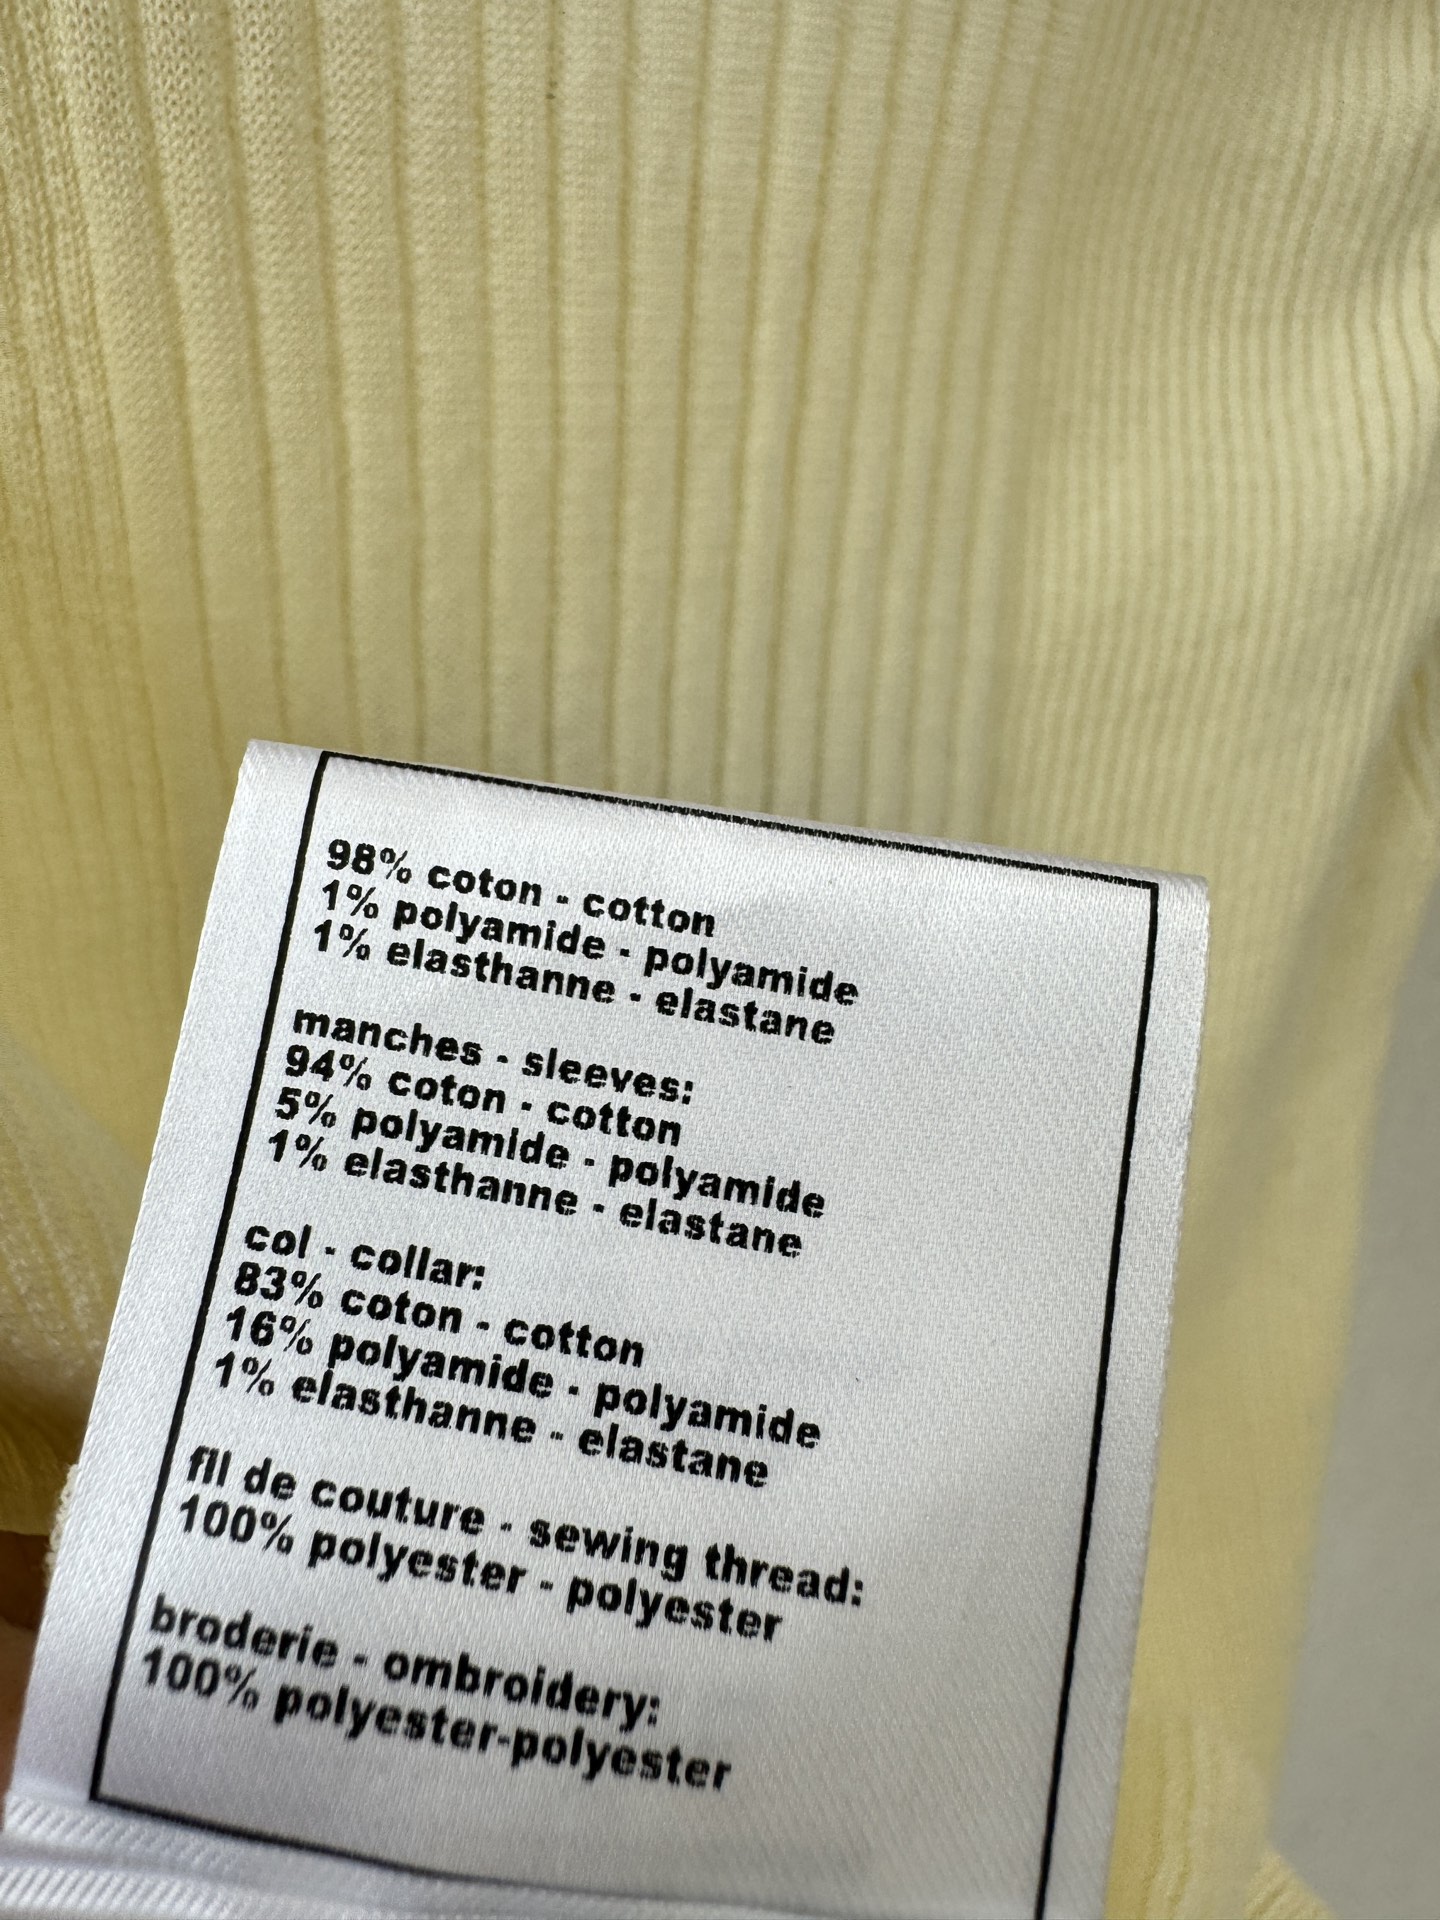 98% coton - cotton
1% polyamide - polyamide
1% elasthanne - elastane
manches - sleeves:
94% coton - cotton
5% polyamide - polyamide
1% elasthanne - elastane
col - collar:
83% coton - cotton
16% polyamide - polyamide
1% elasthanne - elastane
fil de couture - sewing thread:
100% polyester - polyester
broderie - ombroidery:
100% polyester-polyester